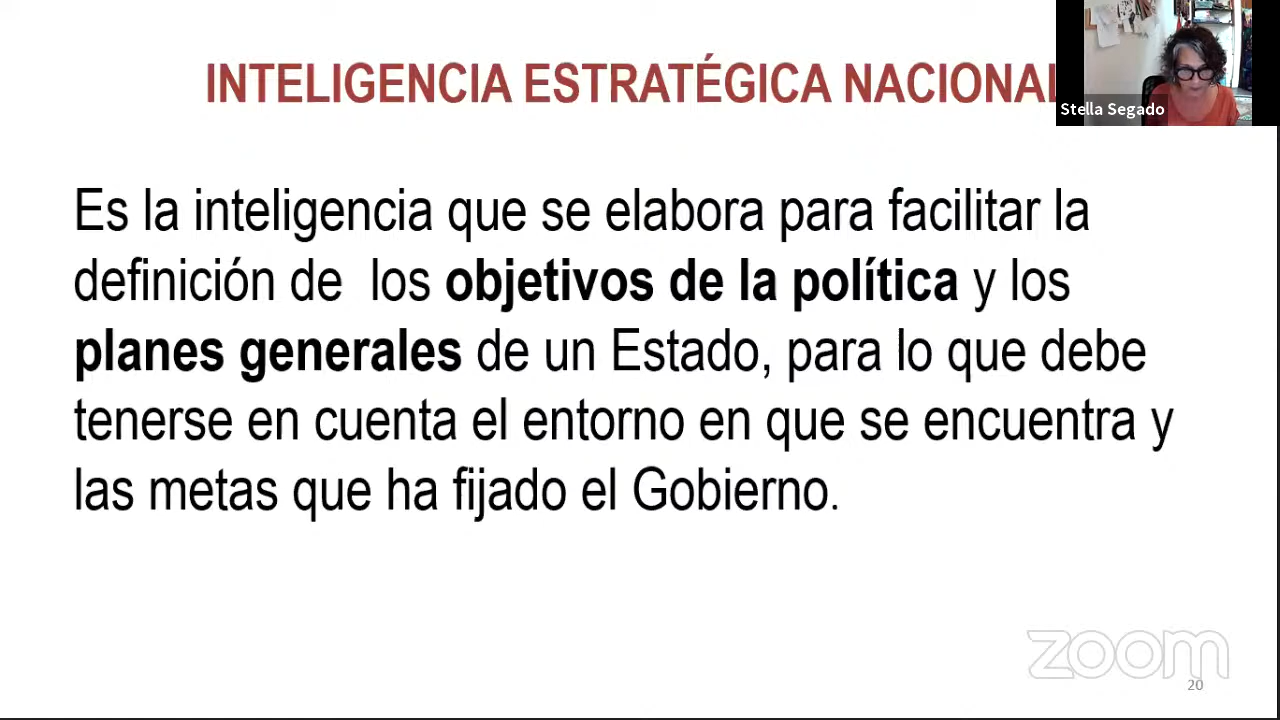 INTELIGENCIA ESTRATÉGICA NACIONAL
Stella Segado
Es la inteligencia que se elabora para facilitar la
definición de los objetivos de la política y los
planes generales de un Estado, para lo que debe
tenerse en cuenta el entorno en que se encuentra y
las metas que ha fijado el Gobierno.
zoom
20